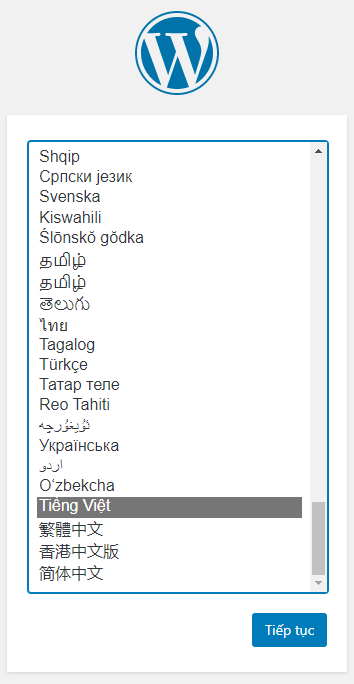 Shqip
Српски језик
Svenska
Kiswahili
Ślōnskŏ gŏdka
தமிழ்
தமிழ்
తెలుగు
ไทย
Tagalog
Türkçe
Татар теле
Reo Tahiti
ئۇيغۇرچە
Українська
اردو
O‘zbekcha
Tiếng Việt
繁體中文
香港中文版
简体中文
Tiếp tục